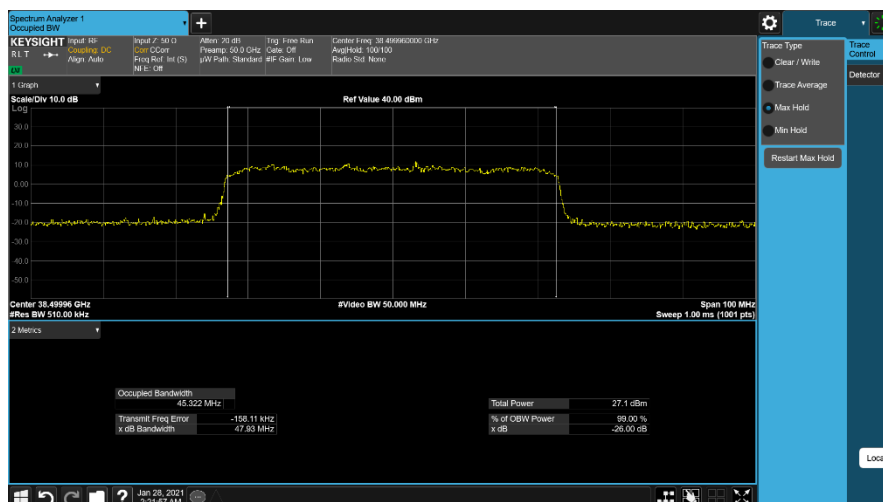 Spectrum Analyzer 1
Occupied BW
+
Trace
KEYSIGHT Input: RF
R L T Coupling: DC
Align: Auto
Input Z: 50 Ω
Corr CCorr
Freq Ref: Int (S)
NFE: Off
Atten: 20 dB
Preamp: 50.0 GHz
µW Path: Standard
Trig: Free Run
Gate: Off
#IF Gain: Low
Center Freq: 38.499960000 GHz
Avg|Hold: 100/100
Radio Std: None
1 Graph
Scale/Div 10.0 dB
Ref Value 40.00 dBm
Log
30.0
20.0
10.0
0.00
-10.0
-20.0
-30.0
-40.0
-50.0
Center 38.49996 GHz
#Video BW 50.000 MHz
Span 100 MHz
#Res BW 510.00 kHz
Sweep 1.00 ms (1001 pts)
2 Metrics
Occupied Bandwidth
45.322 MHz
Total Power 27.1 dBm
Transmit Freq Error -158.11 kHz
% of OBW Power 99.00 %
x dB Bandwidth 47.93 MHz
x dB -26.00 dB
Trace Type
Clear / Write
Trace Average
Max Hold
Min Hold
Restart Max Hold
Trace
Control
Detector
Loca
?
Jan 28, 2021